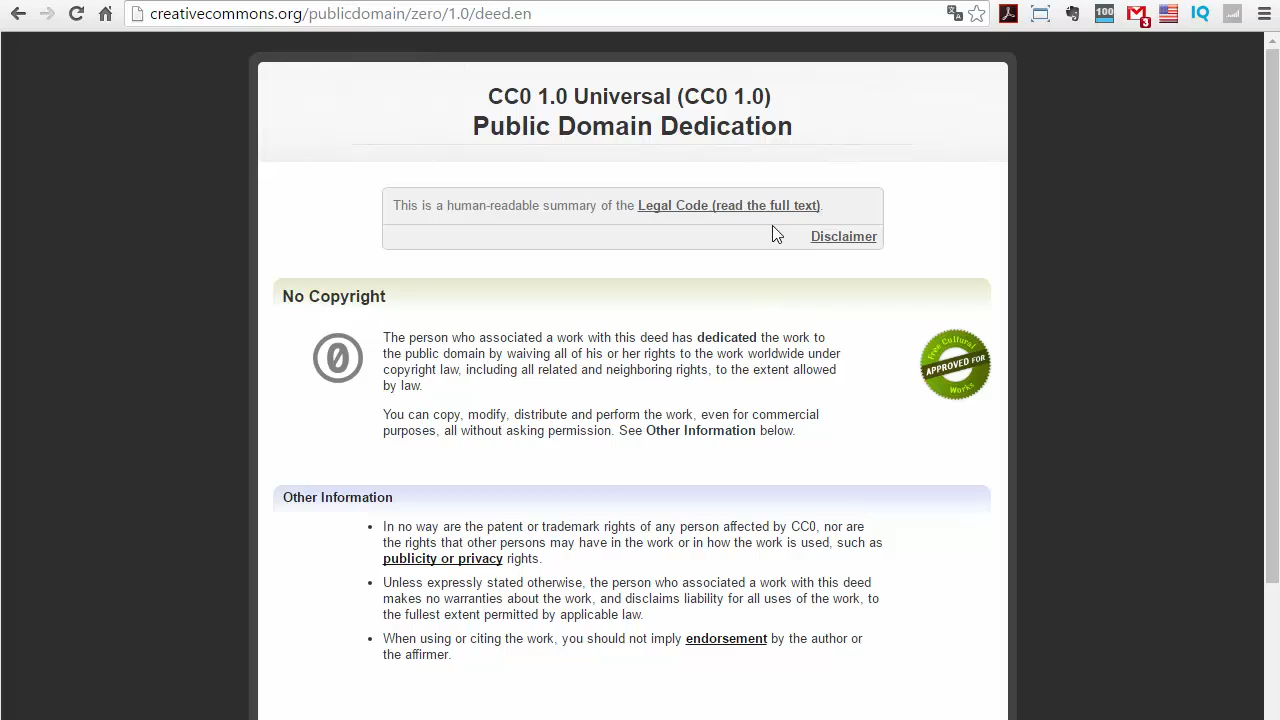 creativecommons.org/publicdomain/zero/1.0/deed.en
100
3
IQ
CC0 1.0 Universal (CC0 1.0)
Public Domain Dedication
This is a human-readable summary of the Legal Code (read the full text).
Disclaimer
No Copyright
The person who associated a work with this deed has dedicated the work to
the public domain by waiving all of his or her rights to the work worldwide under
copyright law, including all related and neighboring rights, to the extent allowed
by law.
You can copy, modify, distribute and perform the work, even for commercial
purposes, all without asking permission. See Other Information below.
0
Free Cultural
APPROVED FOR
Works
Other Information
• In no way are the patent or trademark rights of any person affected by CC0, nor are
the rights that other persons may have in the work or in how the work is used, such as
publicity or privacy rights.
• Unless expressly stated otherwise, the person who associated a work with this deed
makes no warranties about the work, and disclaims liability for all uses of the work, to
the fullest extent permitted by applicable law.
• When using or citing the work, you should not imply endorsement by the author or
the affirmer.